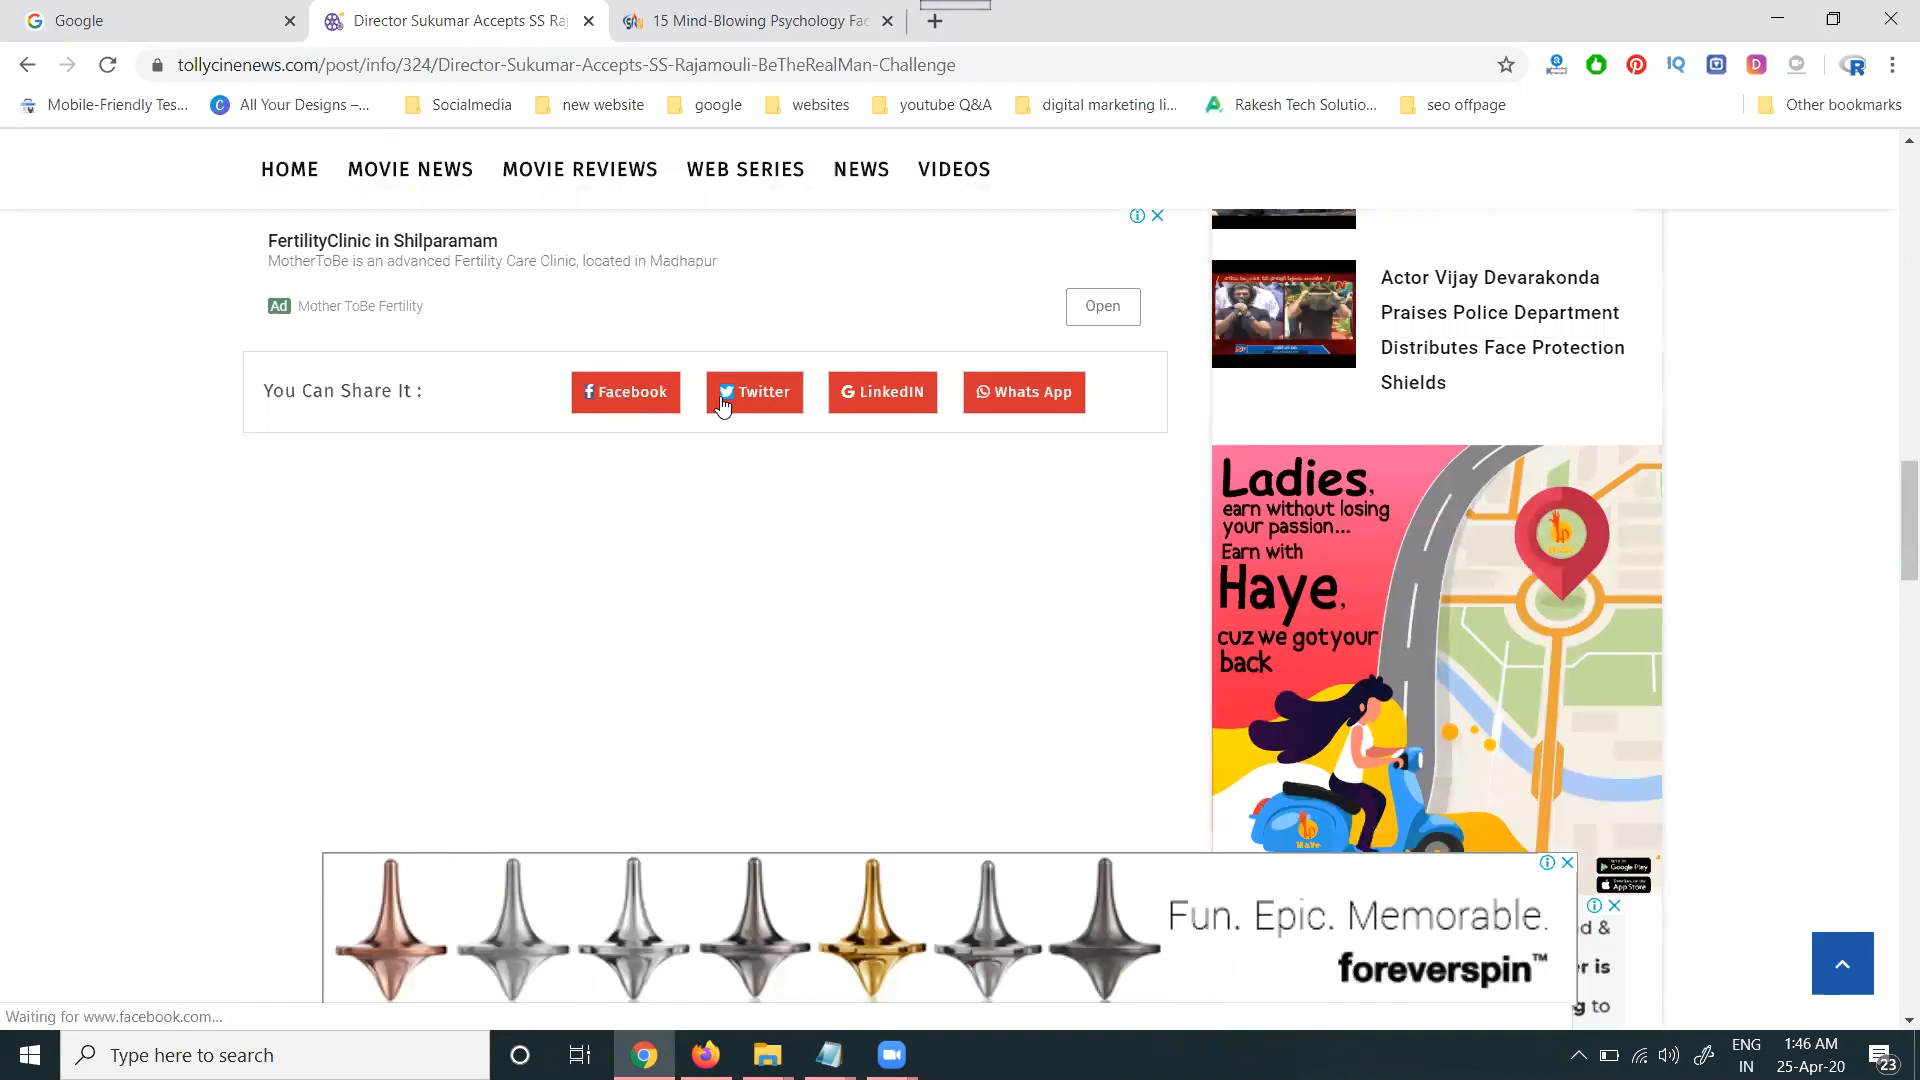 Google
Director Sukumar Accepts SS Raj
15 Mind-Blowing Psychology Fac
tollycinenews.com/post/info/324/Director-Sukumar-Accepts-SS-Rajamouli-BeTheRealMan-Challenge
Mobile-Friendly Tes...
All Your Designs –...
Socialmedia
new website
google
websites
youtube Q&A
digital marketing li...
Rakesh Tech Solutio...
seo offpage
Other bookmarks
HOME
MOVIE NEWS
MOVIE REVIEWS
WEB SERIES
NEWS
VIDEOS
FertilityClinic in Shilparamam
MotherToBe is an advanced Fertility Care Clinic, located in Madhapur
Ad Mother ToBe Fertility
Open
You Can Share It :
Facebook
Twitter
G LinkedIN
Whats App
Actor Vijay Devarakonda
Praises Police Department
Distributes Face Protection
Shields
Ladies,
earn without losing
your passion...
Earn with
Haye,
cuz we got your
back
Google Play
App Store
Fun. Epic. Memorable.
foreverspin™
d &
r is
g to
Waiting for www.facebook.com...
Type here to search
ENG
IN
1:46 AM
25-Apr-20
23